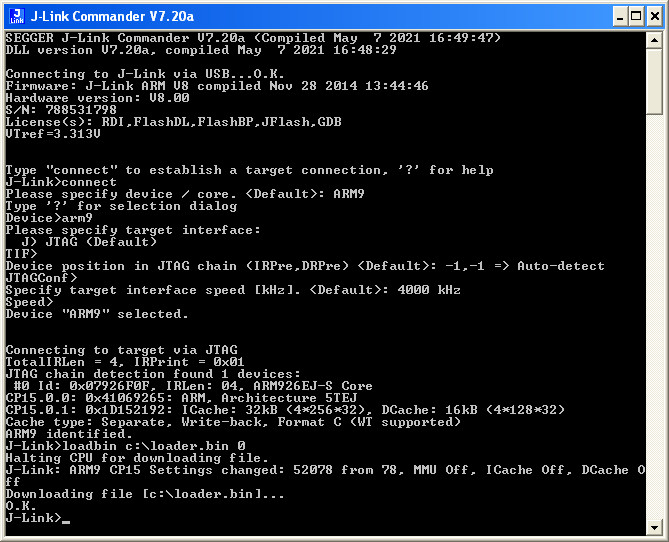 J-Link Commander V7.20a
SEGGER J-Link Commander V7.20a (Compiled May  7 2021 16:49:47)
DLL version V7.20a, compiled May  7 2021 16:48:29
Connecting to J-Link via USB...O.K.
Firmware: J-Link ARM V8 compiled Nov 28 2014 13:44:46
Hardware version: V8.00
S/N: 788531798
License(s): RDI,FlashDL,FlashBP,JFlash,GDB
VTref=3.313V
Type "connect" to establish a target connection, '?' for help
J-Link>connect
Please specify device / core. <Default>: ARM9
Type '?' for selection dialog
Device>arm9
Please specify target interface:
  J) JTAG (Default)
TIF>
Device position in JTAG chain (IRPre,DRPre) <Default>: -1,-1 => Auto-detect
JTAGConf>
Specify target interface speed [kHz]. <Default>: 4000 kHz
Speed>
Device "ARM9" selected.
Connecting to target via JTAG
TotalIRLen = 4, IRPrint = 0x01
JTAG chain detection found 1 devices:
 #0 Id: 0x07926F0F, IRLen: 04, ARM926EJ-S Core
CP15.0.0: 0x41069265: ARM, Architecture 5TEJ
CP15.0.1: 0x1D152192: ICache: 32kB (4*256*32), DCache: 16kB (4*128*32)
Cache type: Separate, Write-back, Format C (WT supported)
ARM9 identified.
J-Link>loadbin c:\loader.bin 0
Halting CPU for downloading file.
J-Link: ARM9 CP15 Settings changed: 52078 from 78, MMU Off, ICache Off, DCache O
ff
Downloading file [c:\loader.bin]...
O.K.
J-Link>_